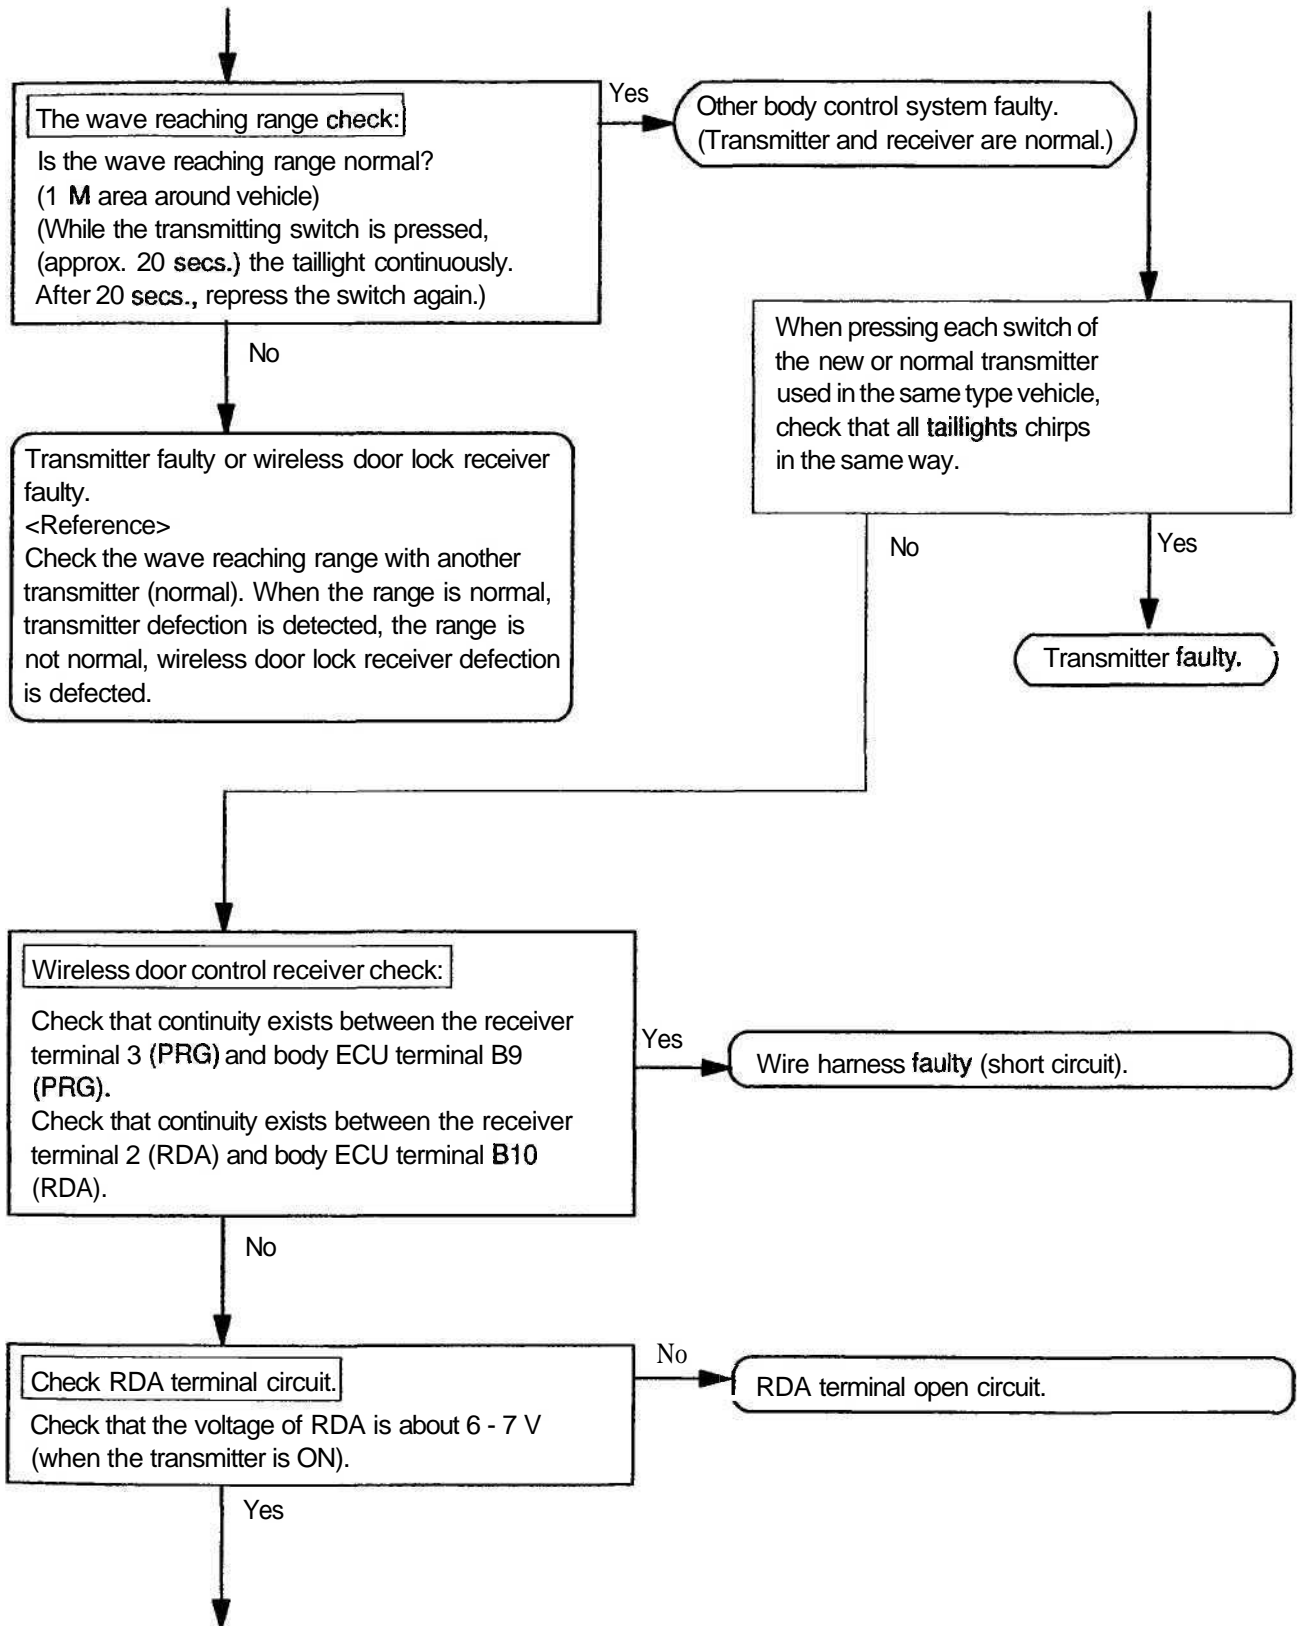 The wave reaching range check:
Is the wave reaching range normal?
(1 M area around vehicle)
(While the transmitting switch is pressed,
(approx. 20 secs.) the taillight continuously.
After 20 secs., repress the switch again.)
Yes
Other body control system faulty.
(Transmitter and receiver are normal.)
No
Transmitter faulty or wireless door lock receiver
faulty.
<Reference>
Check the wave reaching range with another
transmitter (normal). When the range is normal,
transmitter defection is detected, the range is
not normal, wireless door lock receiver defection
is defected.
When pressing each switch of
the new or normal transmitter
used in the same type vehicle,
check that all taillights chirps
in the same way.
No
Yes
Transmitter faulty.
Wireless door control receiver check:
Check that continuity exists between the receiver
terminal 3 (PRG) and body ECU terminal B9
(PRG).
Check that continuity exists between the receiver
terminal 2 (RDA) and body ECU terminal B10
(RDA).
Yes
Wire harness faulty (short circuit).
No
Check RDA terminal circuit.
Check that the voltage of RDA is about 6 - 7 V
(when the transmitter is ON).
No
RDA terminal open circuit.
Yes